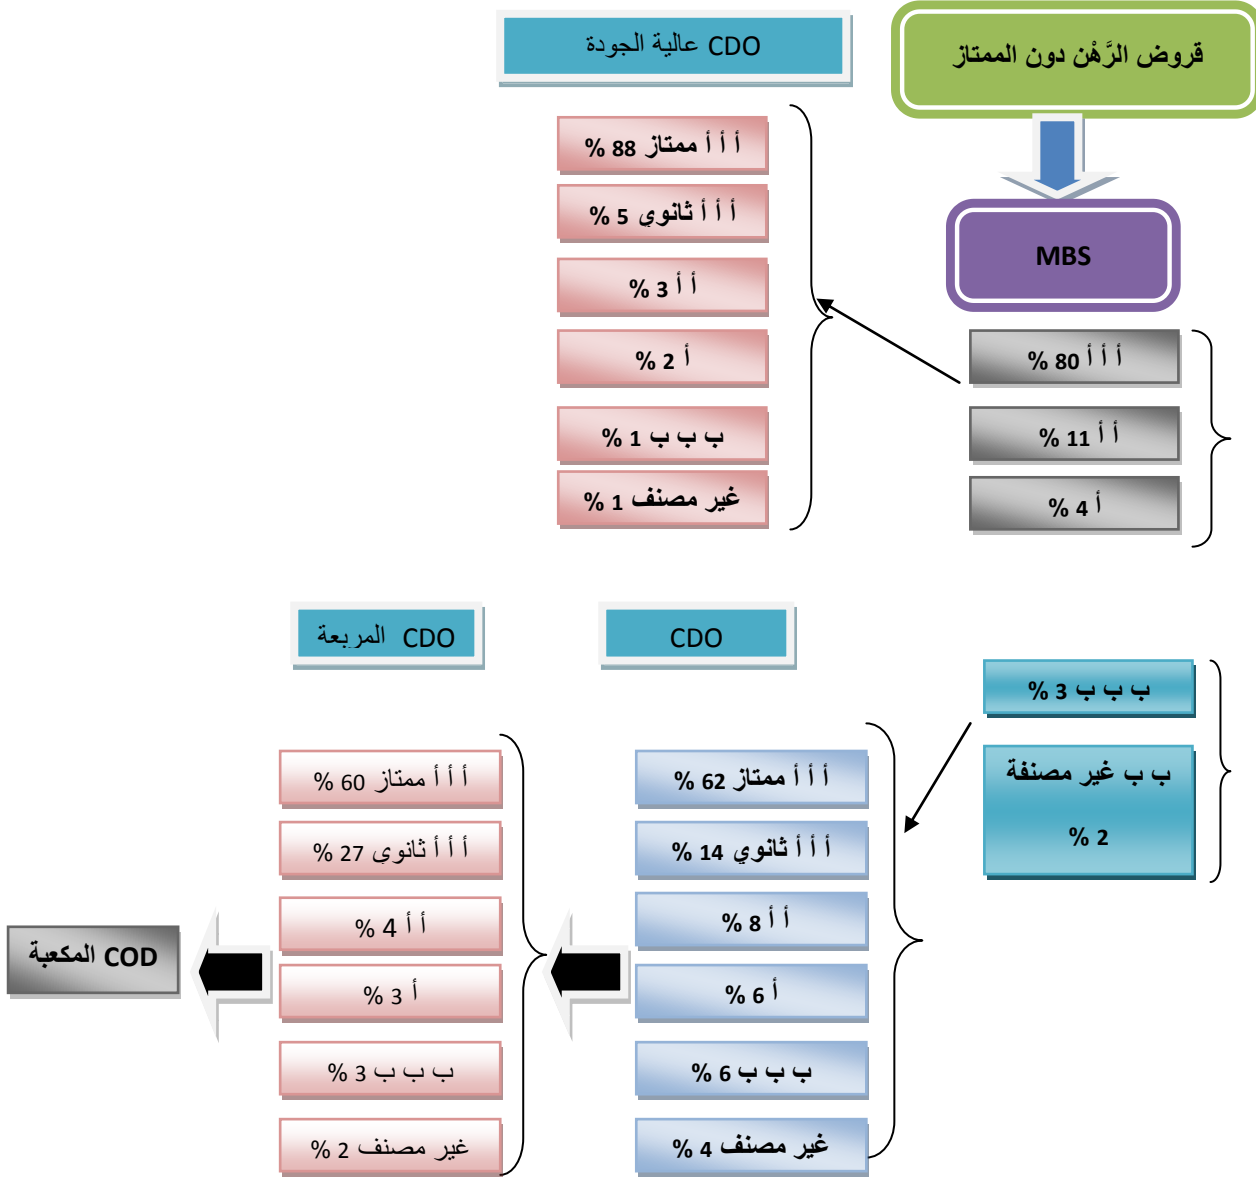 قروض الرَّهْن دون الممتاز
MBS
أ أ أ 80 %
أ أ 11 %
أ 4 %
CDO عالية الجودة
أ أ أ ممتاز 88 %
أ أ أ ثانوي 5 %
أ أ 3 %
أ 2 %
ب ب ب 1 %
غير مصنف 1 %
ب ب ب 3 %
ب ب غير مصنفة
2 %
CDO
أ أ أ ممتاز 62 %
أ أ أ ثانوي 14 %
أ أ 8 %
أ 6 %
ب ب ب 6 %
غير مصنف 4 %
CDO المربعة
أ أ أ ممتاز 60 %
أ أ أ ثانوي 27 %
أ أ 4 %
أ 3 %
ب ب ب 3 %
غير مصنف 2 %
COD المكعبة